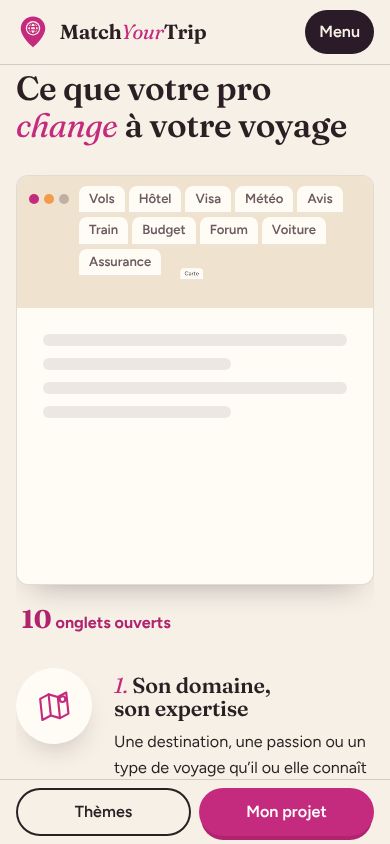 MatchYourTrip
Menu
Ce que votre pro
change à votre voyage
Vols Hôtel Visa Météo Avis
Train Budget Forum Voiture
Assurance Carte
10 onglets ouverts
1. Son domaine,
son expertise
Une destination, une passion ou un
type de voyage qu’il ou elle connaît
Thèmes
Mon projet